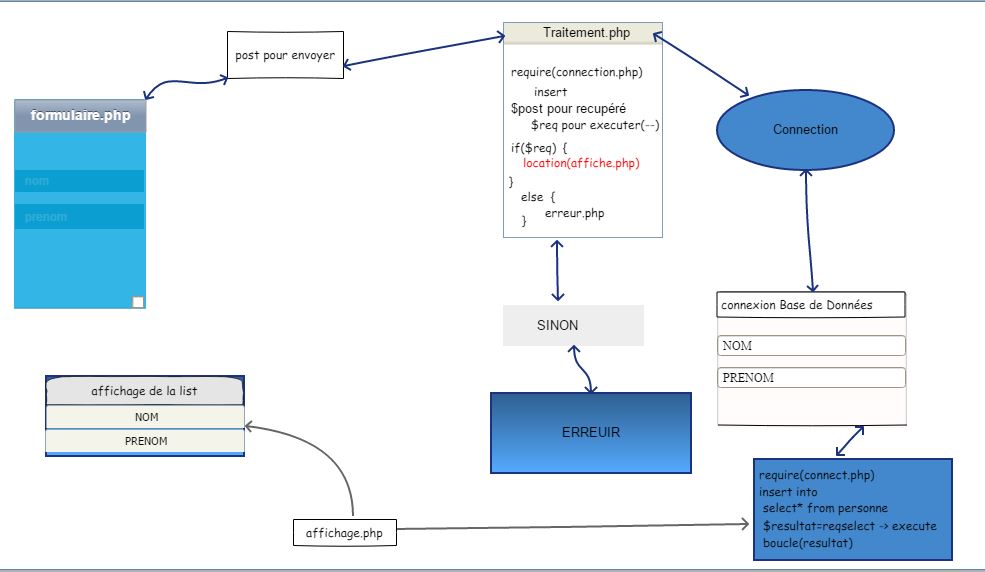 formulaire.php
nom
prenom
post pour envoyer
Traitement.php
require(connection.php)
insert
$post pour recupéré
$req pour executer(--)
if($req) {
location(affiche.php)
}
else {
erreur.php
}
Connection
SINON
ERREUIR
connexion Base de Données
NOM
PRENOM
affichage de la list
NOM
PRENOM
affichage.php
require(connect.php)
insert into
select* from personne
$resultat=reqselect -> execute
boucle(resultat)